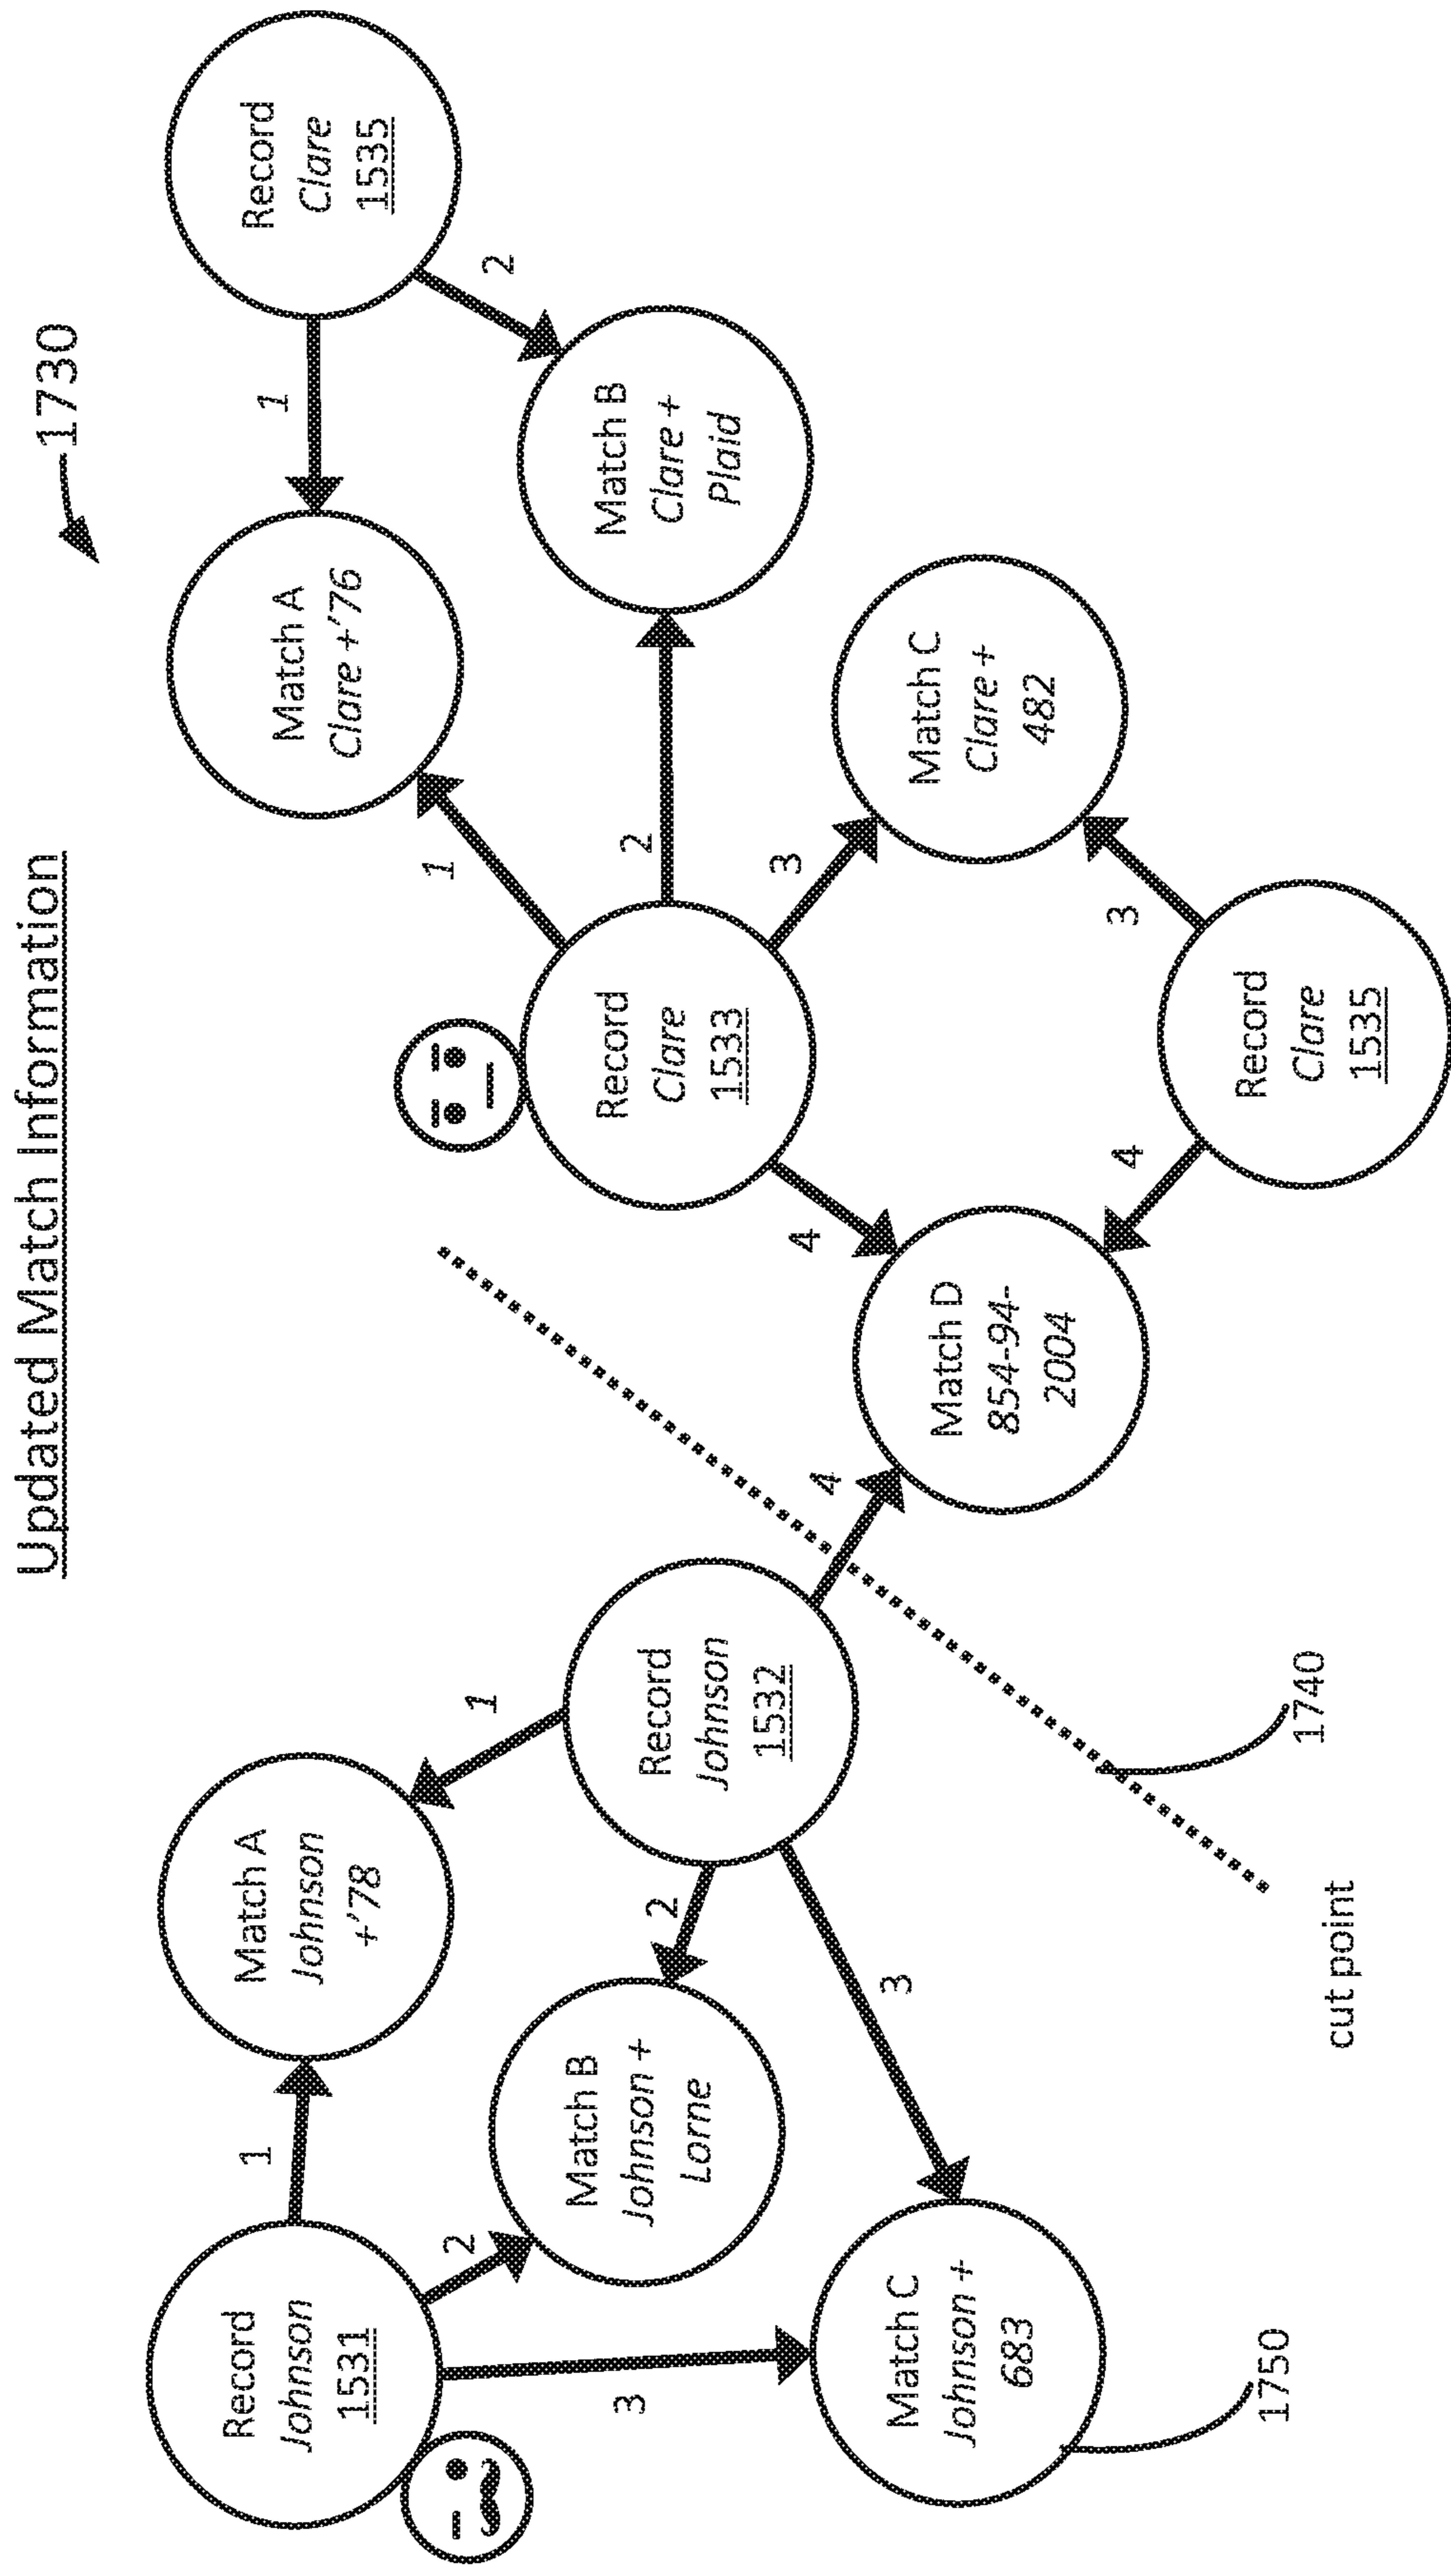 Updated Match Information
1730
Record
Johnson
1531
1
2
3
Match A
Johnson
+'78
Match B
Johnson +
Lorne
Match C
Johnson +
683
1750
Record
Johnson
1532
1
2
3
4
cut point
1740
Match D
854-94-
2004
Record
Clare
1533
1
2
3
4
Match A
Clare +'76
Match B
Clare +
Plaid
Match C
Clare +
482
Record
Clare
1535
1
2
Record
Clare
1535
3
4